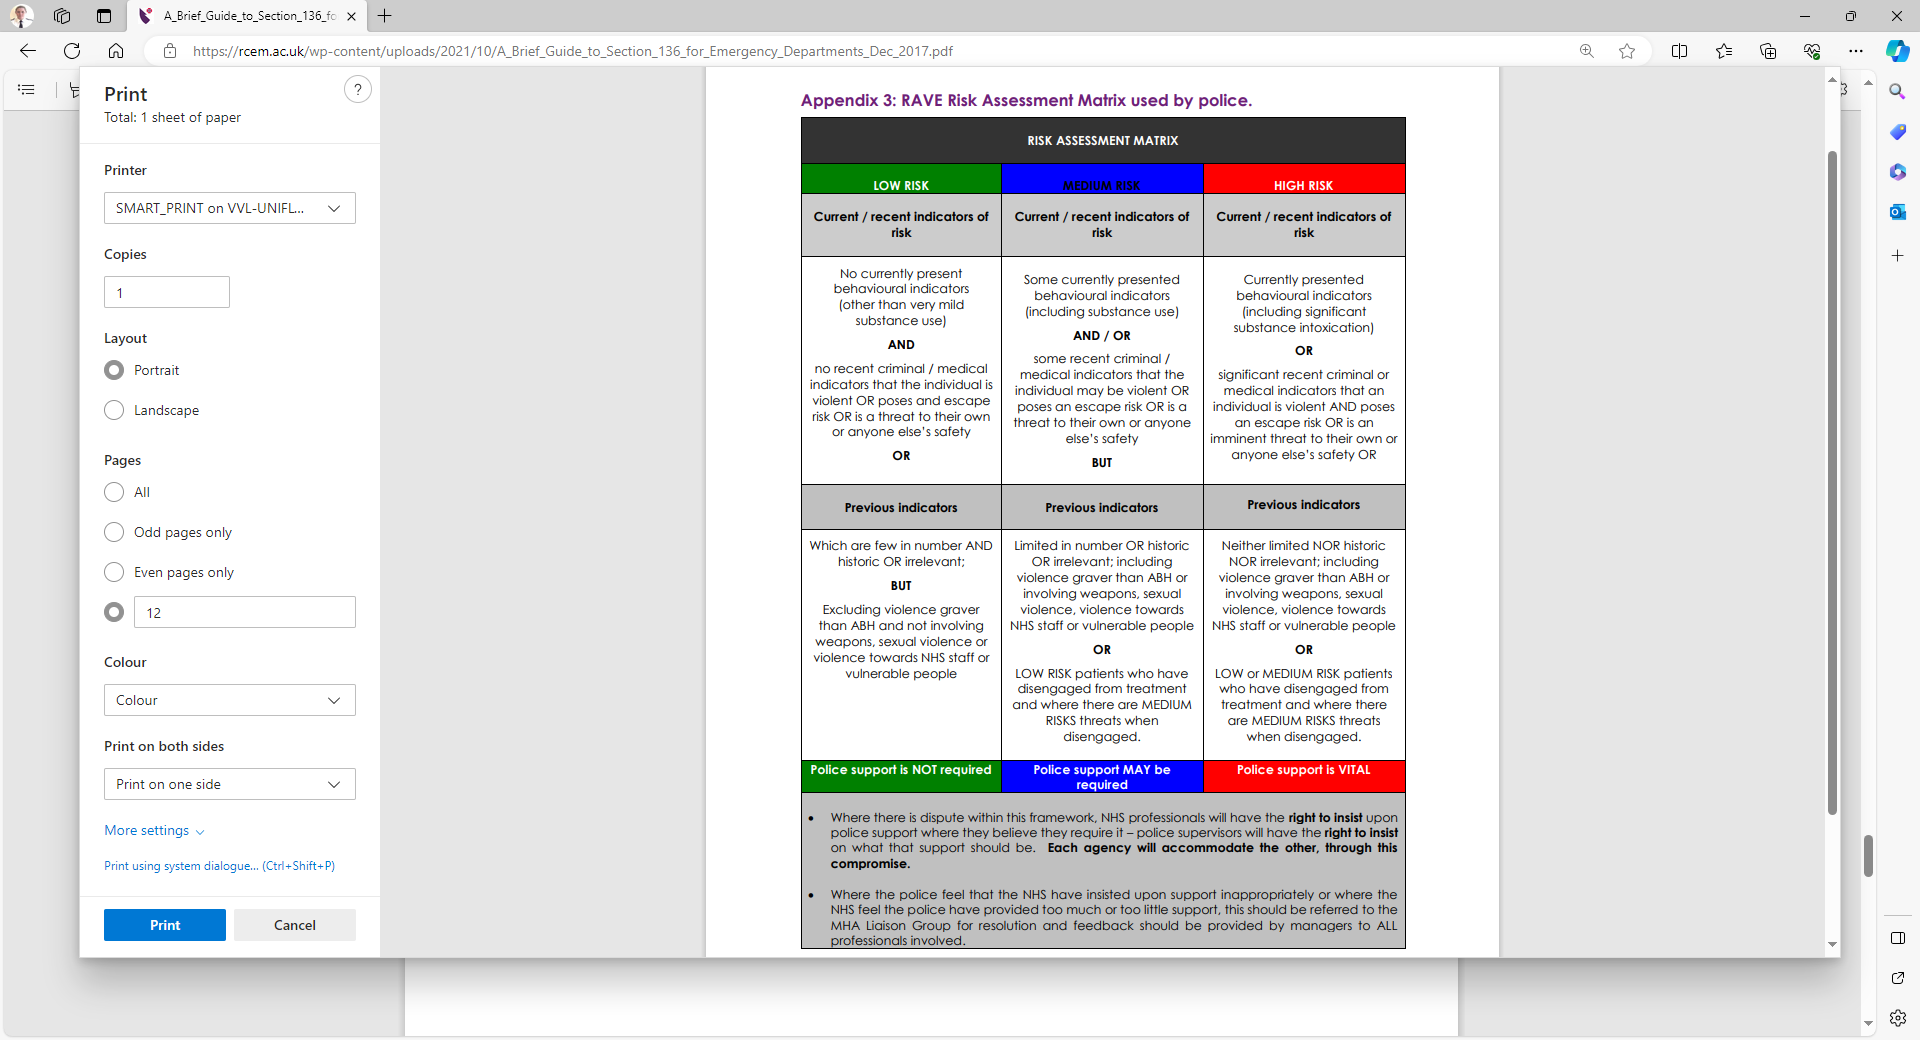 A_Brief_Guide_to_Section_136_fo
https://rcem.ac.uk/wp-content/uploads/2021/10/A_Brief_Guide_to_Section_136_for_Emergency_Departments_Dec_2017.pdf
Print
?
Total: 1 sheet of paper
Printer
SMART_PRINT on VVL-UNIFL...
Copies
1
Layout
Portrait
Landscape
Pages
All
Odd pages only
Even pages only
12
Colour
Colour
Print on both sides
Print on one side
More settings
Print using system dialogue... (Ctrl+Shift+P)
Print
Cancel
Appendix 3: RAVE Risk Assessment Matrix used by police.
RISK ASSESSMENT MATRIX
LOW RISK
MEDIUM RISK
HIGH RISK
Current / recent indicators of
risk
Current / recent indicators of
risk
Current / recent indicators of
risk
No currently present
behavioural indicators
(other than very mild
substance use)
AND
no recent criminal / medical
indicators that the individual is
violent OR poses and escape
risk OR is a threat to their own
or anyone else's safety
OR
Some currently presented
behavioural indicators
(including substance use)
AND / OR
some recent criminal /
medical indicators that the
individual may be violent OR
poses an escape risk OR is a
threat to their own or anyone
else's safety
BUT
Currently presented
behavioural indicators
(including significant
substance intoxication)
OR
significant recent criminal or
medical indicators that an
individual is violent AND poses
an escape risk OR is an
imminent threat to their own or
anyone else's safety OR
Previous indicators
Previous indicators
Previous indicators
Which are few in number AND
historic OR irrelevant;
BUT
Excluding violence graver
than ABH and not involving
weapons, sexual violence or
violence towards NHS staff or
vulnerable people
Limited in number OR historic
OR irrelevant; including
violence graver than ABH or
involving weapons, sexual
violence, violence towards
NHS staff or vulnerable people
OR
LOW RISK patients who have
disengaged from treatment
and where there are MEDIUM
RISKS threats when
disengaged.
Neither limited NOR historic
NOR irrelevant; including
violence graver than ABH or
involving weapons, sexual
violence, violence towards
NHS staff or vulnerable people
OR
LOW or MEDIUM RISK patients
who have disengaged from
treatment and where there
are MEDIUM RISKS threats
when disengaged.
Police support is NOT required
Police support MAY be
required
Police support is VITAL
• Where there is dispute within this framework, NHS professionals will have the right to insist upon
police support where they believe they require it – police supervisors will have the right to insist
on what that support should be. Each agency will accommodate the other, through this
compromise.
• Where the police feel that the NHS have insisted upon support inappropriately or where the
NHS feel the police have provided too much or too little support, this should be referred to the
MHA Liaison Group for resolution and feedback should be provided by managers to ALL
professionals involved.